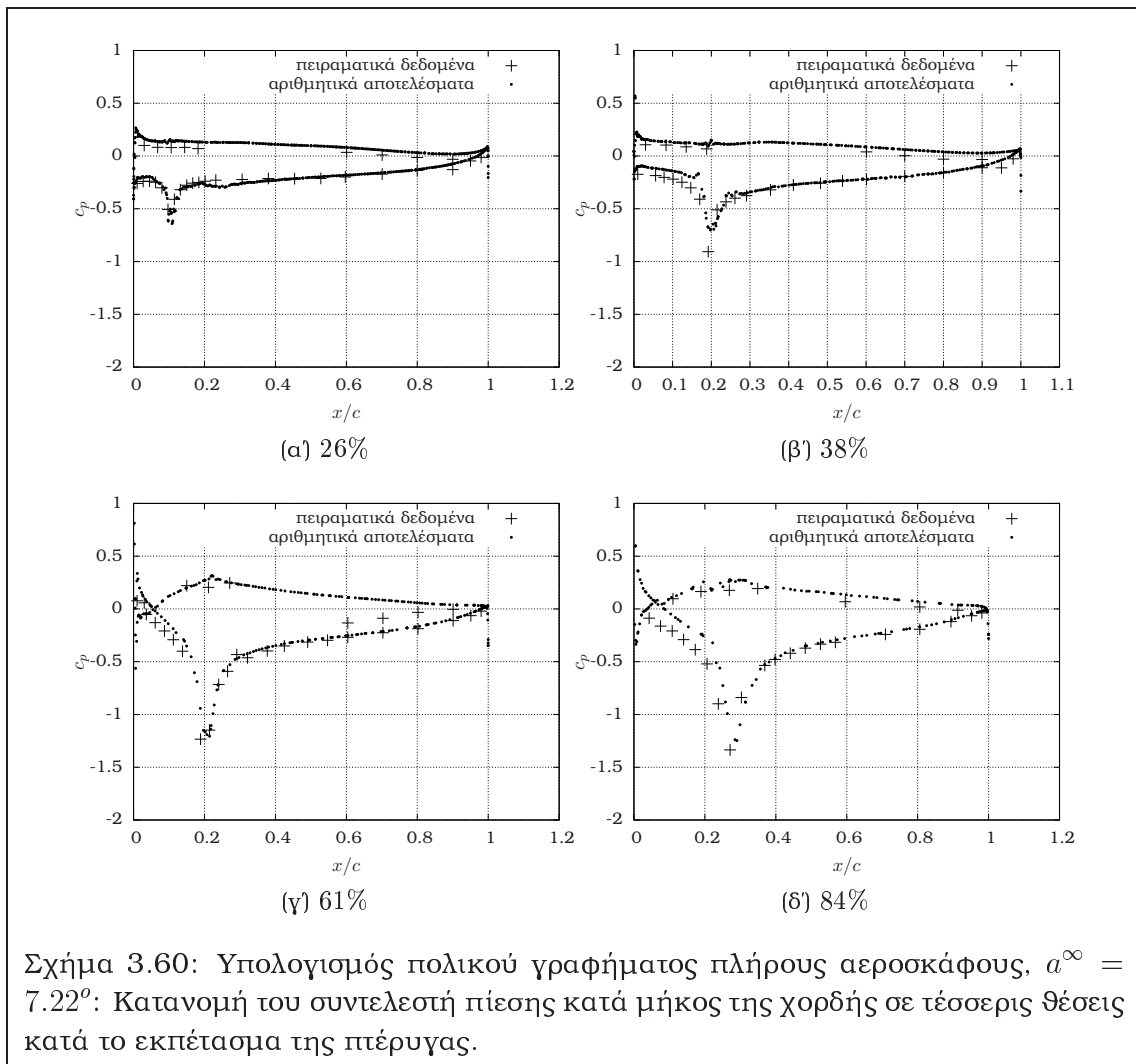 1
0.5
0
-0.5
-1
-1.5
-2
0 0.2 0.4 0.6 0.8 1 1.2
c_p
x/c
πειραματικά δεδομένα
αριθμητικά αποτελέσματα
(αʹ) 26%
1
0.5
0
-0.5
-1
-1.5
-2
0 0.1 0.2 0.3 0.4 0.5 0.6 0.7 0.8 0.9 1 1.1
c_p
x/c
πειραματικά δεδομένα
αριθμητικά αποτελέσματα
(βʹ) 38%
1
0.5
0
-0.5
-1
-1.5
-2
0 0.2 0.4 0.6 0.8 1 1.2
c_p
x/c
πειραματικά δεδομένα
αριθμητικά αποτελέσματα
(γʹ) 61%
1
0.5
0
-0.5
-1
-1.5
-2
0 0.2 0.4 0.6 0.8 1 1.2
c_p
x/c
πειραματικά δεδομένα
αριθμητικά αποτελέσματα
(δʹ) 84%
Σχήμα 3.60: Υπολογισμός πολικού γραφήματος πλήρους αεροσκάφους, a^∞ =
7.22^o: Κατανομή του συντελεστή πίεσης κατά μήκος της χορδής σε τέσσερις ϑέσεις
κατά το εκπέτασμα της πτέρυγας.